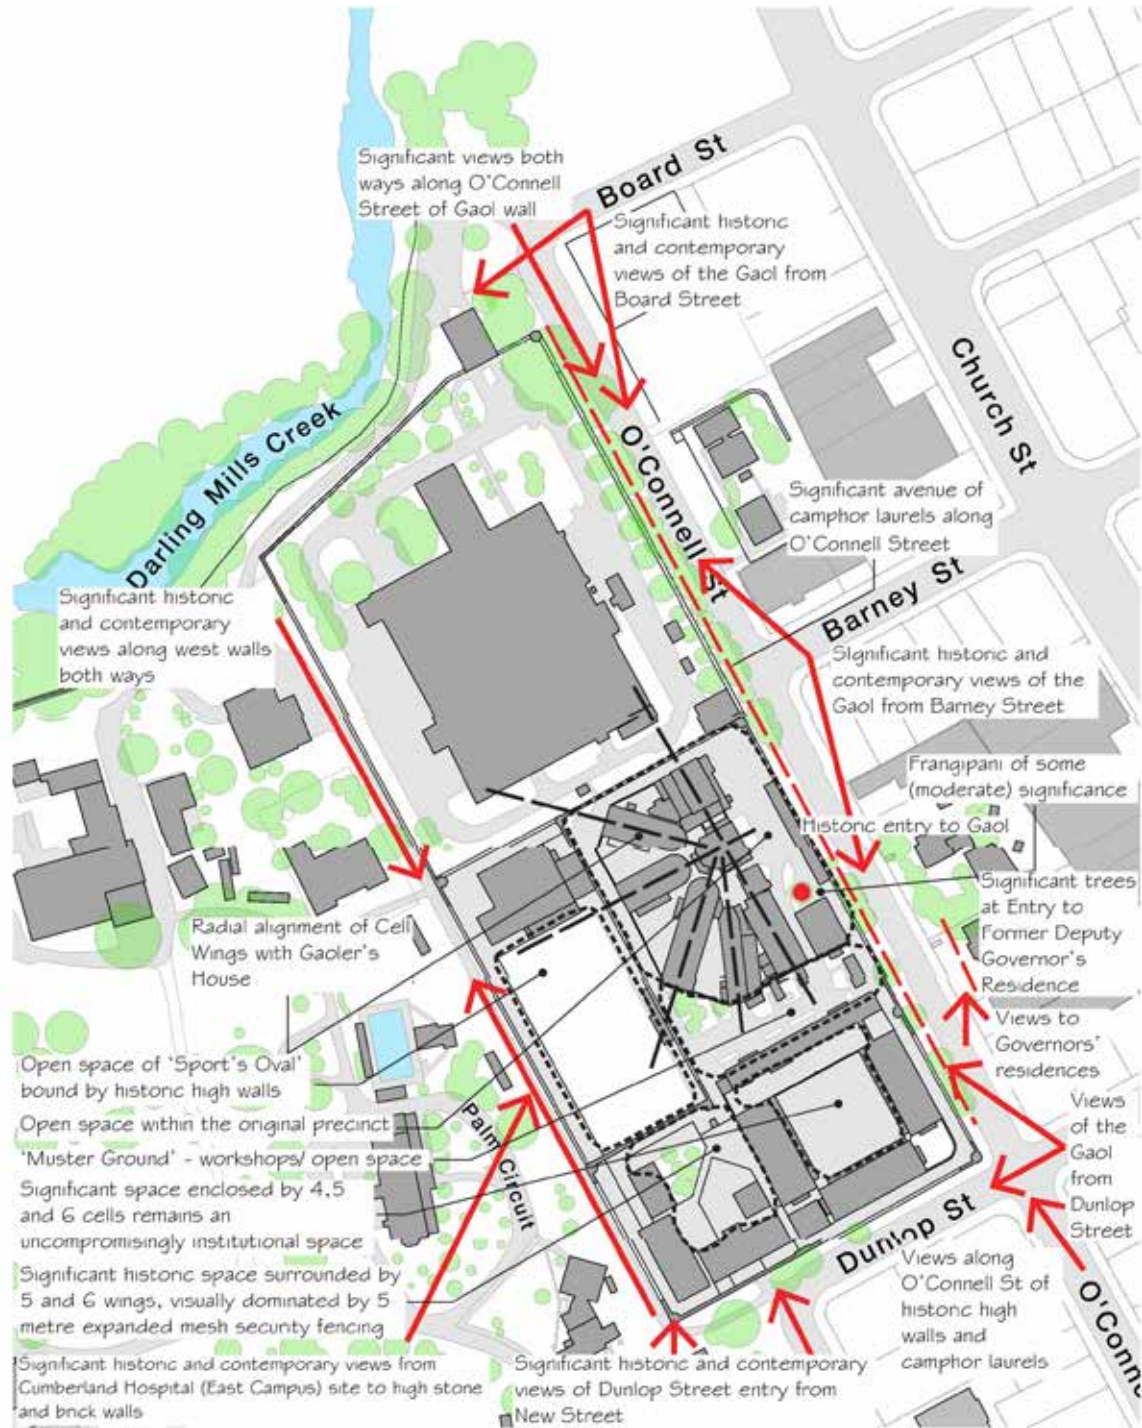 Significant views both
ways along O'Connell
Street of Gaol wall
Board St
Significant historic
and contemporary
views of the Gaol from
Board Street
Church St
Darling Mills Creek
O'Connell St
Significant avenue of
camphor laurels along
O'Connell Street
Barney St
Significant historic
and contemporary
views along west walls
both ways
Significant historic and
contemporary views of the
Gaol from Barney Street
Frangipani of some
(moderate) significance
Historic entry to Gaol
Significant trees
at Entry to
Former Deputy
Governor's
Residence
Radial alignment of Cell
Wings with Gaoler's
House
Views to
Governors'
residences
Open space of 'Sport's Oval'
bound by historic high walls
Open space within the original precinct
'Muster Ground' - workshops/ open space
Significant space enclosed by 4,5
and 6 cells remains an
uncompromisingly institutional space
Significant historic space surrounded by
5 and 6 wings, visually dominated by 5
metre expanded mesh security fencing
Palm Circuit
Views
of the
Gaol
from
Dunlop
Street
Dunlop St
Views along
O'Connell St of
historic high
walls and
camphor laurels
O'Conne
Significant historic and contemporary views from
Cumberland Hospital (East Campus) site to high stone
and brick walls
Significant historic and contemporary
views of Dunlop Street entry from
New Street